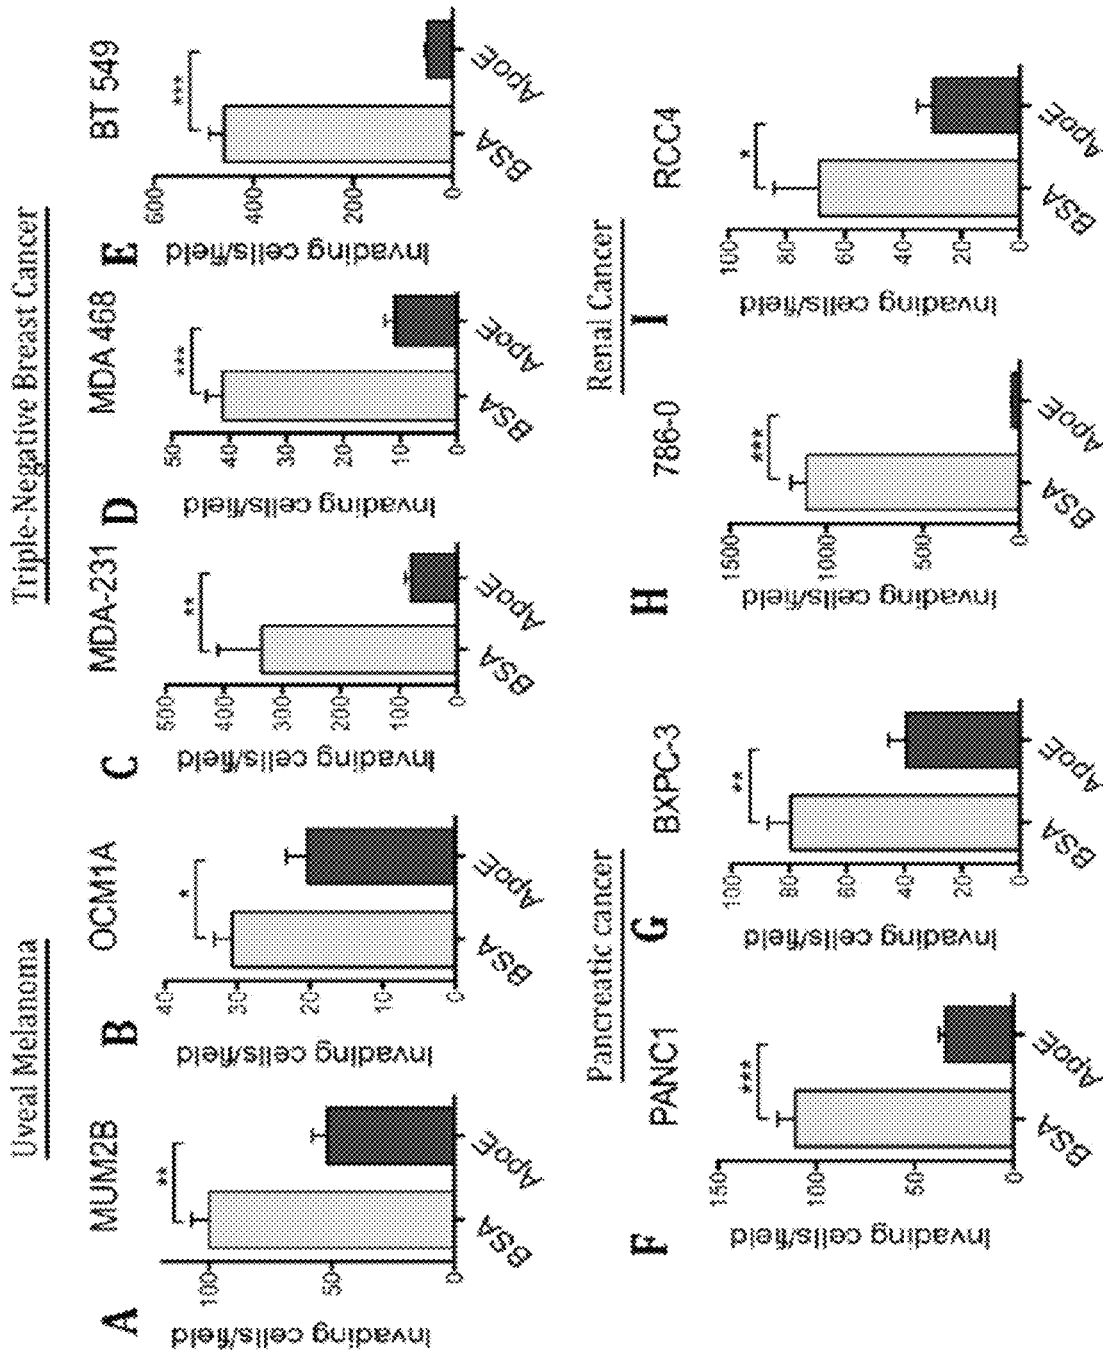 Uveal Melanoma
Triple-Negative Breast Cancer
A
MUM2B
Invading cells/field
100
50
0
**
BSA
ApoE
B
OCM1A
Invading cells/field
40
30
20
10
0
*
BSA
ApoE
C
MDA-231
Invading cells/field
500
400
300
200
100
0
**
BSA
ApoE
D
MDA 468
Invading cells/field
50
40
30
20
10
0
***
BSA
ApoE
E
BT 549
Invading cells/field
600
400
200
0
***
BSA
ApoE
Pancreatic cancer
Renal Cancer
F
PANC1
Invading cells/field
150
100
50
0
***
BSA
ApoE
G
BXPC-3
Invading cells/field
100
80
60
40
20
0
**
BSA
ApoE
H
786-0
Invading cells/field
1500
1000
500
0
***
BSA
ApoE
I
RCC4
Invading cells/field
100
80
60
40
20
0
*
BSA
ApoE